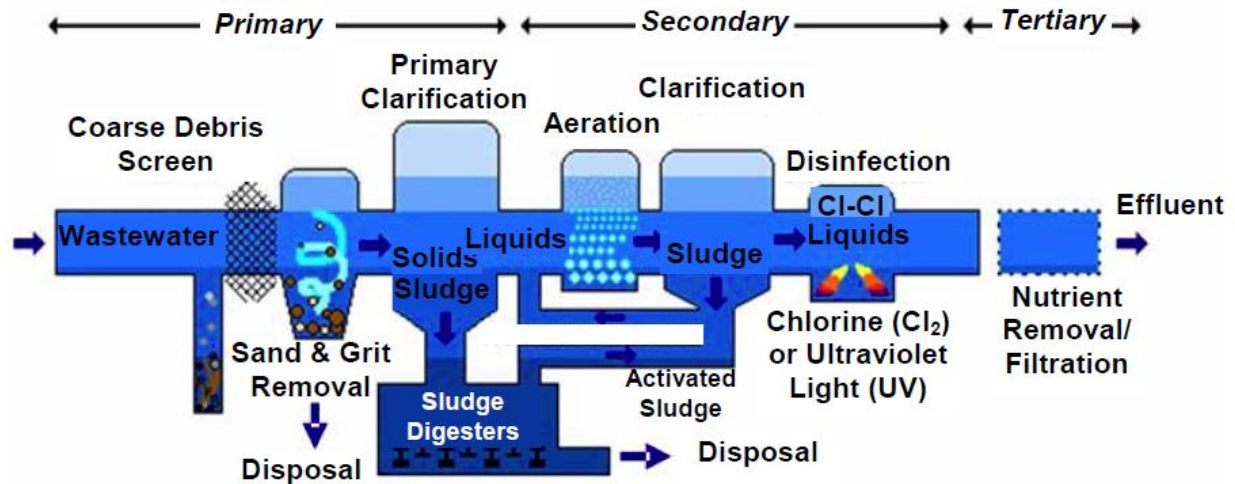 Primary
Secondary
Tertiary
Primary
Clarification
Clarification
Coarse Debris
Screen
Aeration
Disinfection
Cl-Cl
Effluent
Wastewater
Liquids
Liquids
Solids
Sludge
Sludge
Sand & Grit
Removal
Chlorine (Cl₂)
or Ultraviolet
Light (UV)
Nutrient
Removal/
Filtration
Activated
Sludge
Sludge
Digesters
Disposal
Disposal